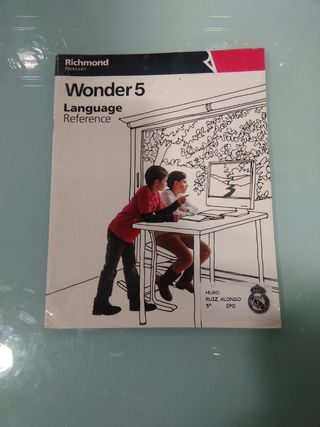 Richmond
PRIMARY
Wonder 5
Language
Reference
HUGO
RUIZ ALONSO
5º EPO